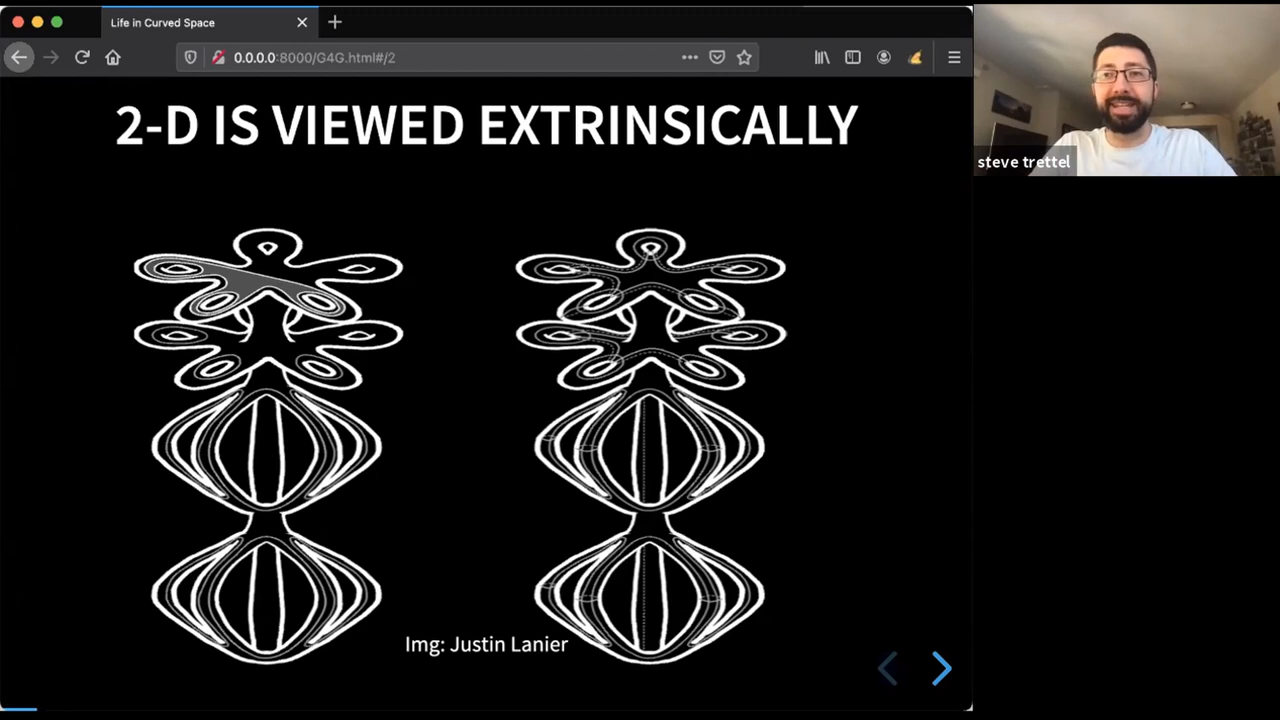 Life in Curved Space
0.0.0.0:8000/G4G.html#/2
2-D IS VIEWED EXTRINSICALLY
steve trettel
Img: Justin Lanier